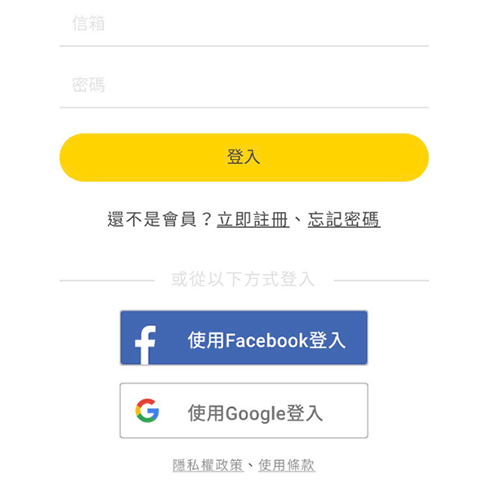 信箱
密碼
登入
還不是會員？立即註冊、忘記密碼
或從以下方式登入
使用Facebook登入
使用Google登入
隱私權政策、使用條款